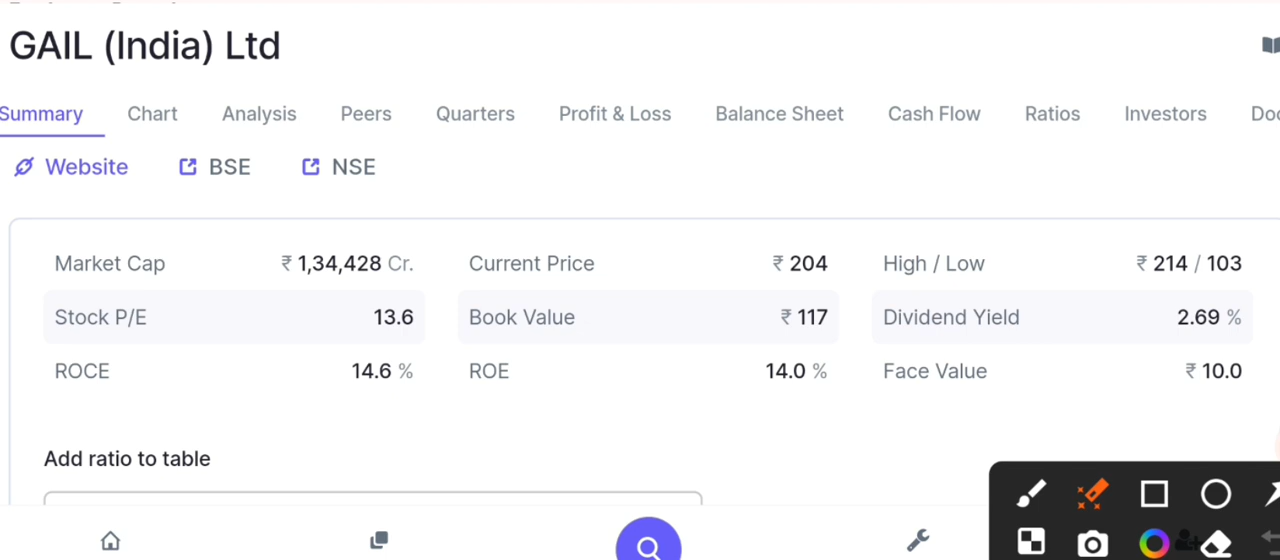 GAIL (India) Ltd
Summary Chart Analysis Peers Quarters Profit & Loss Balance Sheet Cash Flow Ratios Investors Doc
Website BSE NSE
Market Cap ₹ 1,34,428 Cr. Current Price ₹ 204 High / Low ₹ 214 / 103
Stock P/E 13.6 Book Value ₹ 117 Dividend Yield 2.69 %
ROCE 14.6 % ROE 14.0 % Face Value ₹ 10.0
Add ratio to table